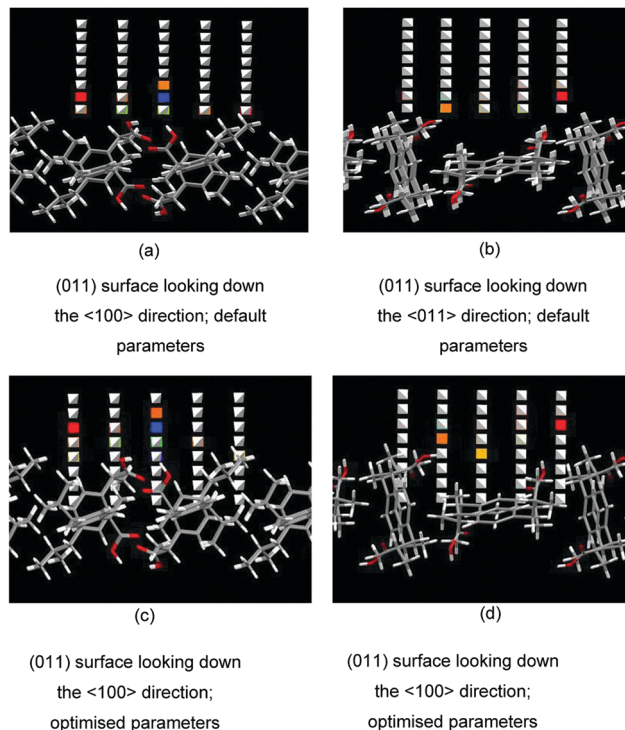 (a)
(011) surface looking down
the <100> direction; default
parameters
(b)
(011) surface looking down
the <011> direction; default
parameters
(c)
(011) surface looking down
the <100> direction;
optimised parameters
(d)
(011) surface looking down
the <100> direction;
optimised parameters